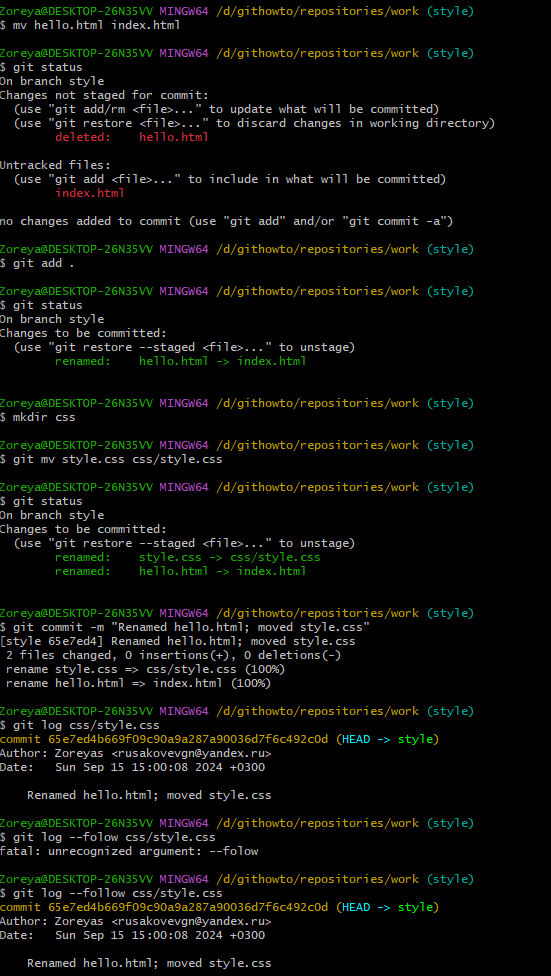 Zoreya@DESKTOP-26N35VV MINGW64 /d/githowto/repositories/work (style)
$ mv hello.html index.html
Zoreya@DESKTOP-26N35VV MINGW64 /d/githowto/repositories/work (style)
$ git status
On branch style
Changes not staged for commit:
  (use "git add/rm <file>..." to update what will be committed)
  (use "git restore <file>..." to discard changes in working directory)
        deleted:    hello.html
Untracked files:
  (use "git add <file>..." to include in what will be committed)
        index.html
no changes added to commit (use "git add" and/or "git commit -a")
Zoreya@DESKTOP-26N35VV MINGW64 /d/githowto/repositories/work (style)
$ git add .
Zoreya@DESKTOP-26N35VV MINGW64 /d/githowto/repositories/work (style)
$ git status
On branch style
Changes to be committed:
  (use "git restore --staged <file>..." to unstage)
        renamed:    hello.html -> index.html
Zoreya@DESKTOP-26N35VV MINGW64 /d/githowto/repositories/work (style)
$ mkdir css
Zoreya@DESKTOP-26N35VV MINGW64 /d/githowto/repositories/work (style)
$ git mv style.css css/style.css
Zoreya@DESKTOP-26N35VV MINGW64 /d/githowto/repositories/work (style)
$ git status
On branch style
Changes to be committed:
  (use "git restore --staged <file>..." to unstage)
        renamed:    style.css -> css/style.css
        renamed:    hello.html -> index.html
Zoreya@DESKTOP-26N35VV MINGW64 /d/githowto/repositories/work (style)
$ git commit -m "Renamed hello.html; moved style.css"
[style 65e7ed4] Renamed hello.html; moved style.css
 2 files changed, 0 insertions(+), 0 deletions(-)
 rename style.css => css/style.css (100%)
 rename hello.html => index.html (100%)
Zoreya@DESKTOP-26N35VV MINGW64 /d/githowto/repositories/work (style)
$ git log css/style.css
commit 65e7ed4b669f09c90a9a287a90036d7f6c492c0d (HEAD -> style)
Author: Zoreyas <rusakovevgn@yandex.ru>
Date:   Sun Sep 15 15:00:08 2024 +0300
    Renamed hello.html; moved style.css
Zoreya@DESKTOP-26N35VV MINGW64 /d/githowto/repositories/work (style)
$ git log --folow css/style.css
fatal: unrecognized argument: --folow
Zoreya@DESKTOP-26N35VV MINGW64 /d/githowto/repositories/work (style)
$ git log --follow css/style.css
commit 65e7ed4b669f09c90a9a287a90036d7f6c492c0d (HEAD -> style)
Author: Zoreyas <rusakovevgn@yandex.ru>
Date:   Sun Sep 15 15:00:08 2024 +0300
    Renamed hello.html; moved style.css